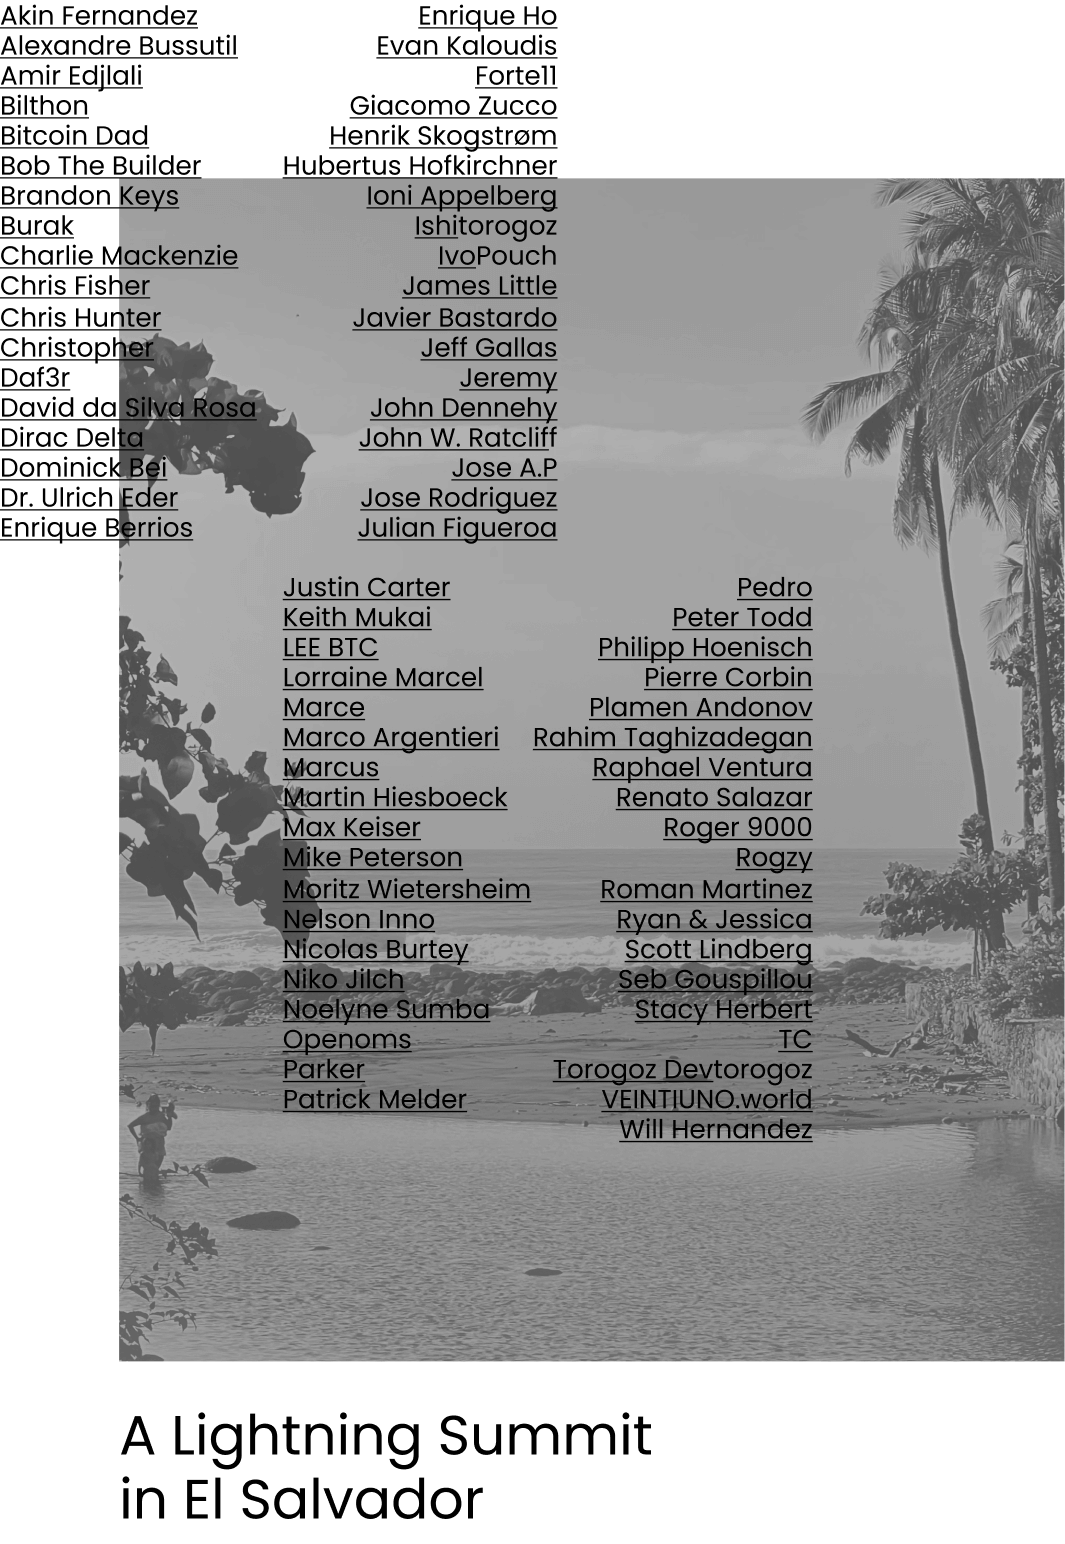 Akin Fernandez
Alexandre Bussutil
Amir Edjlali
Bilthon
Bitcoin Dad
Bob The Builder
Brandon Keys
Burak
Charlie Mackenzie
Chris Fisher
Chris Hunter
Christopher
Daf3r
David da Silva Rosa
Dirac Delta
Dominick Bei
Dr. Ulrich Eder
Enrique Berrios
Enrique Ho
Evan Kaloudis
Forte11
Giacomo Zucco
Henrik Skogstrøm
Hubertus Hofkirchner
Ioni Appelberg
Ishitorogoz
IvoPouch
James Little
Javier Bastardo
Jeff Gallas
Jeremy
John Dennehy
John W. Ratcliff
Jose A.P
Jose Rodriguez
Julian Figueroa
Justin Carter
Keith Mukai
LEE BTC
Lorraine Marcel
Marce
Marco Argentieri
Marcus
Martin Hiesboeck
Max Keiser
Mike Peterson
Moritz Wietersheim
Nelson Inno
Nicolas Burtey
Niko Jilch
Noelyne Sumba
Openoms
Parker
Patrick Melder
Pedro
Peter Todd
Philipp Hoenisch
Pierre Corbin
Plamen Andonov
Rahim Taghizadegan
Raphael Ventura
Renato Salazar
Roger 9000
Rogzy
Roman Martinez
Ryan & Jessica
Scott Lindberg
Seb Gouspillou
Stacy Herbert
TC
Torogoz Devtorogoz
VEINTIUNO.world
Will Hernandez
A Lightning Summit
in El Salvador